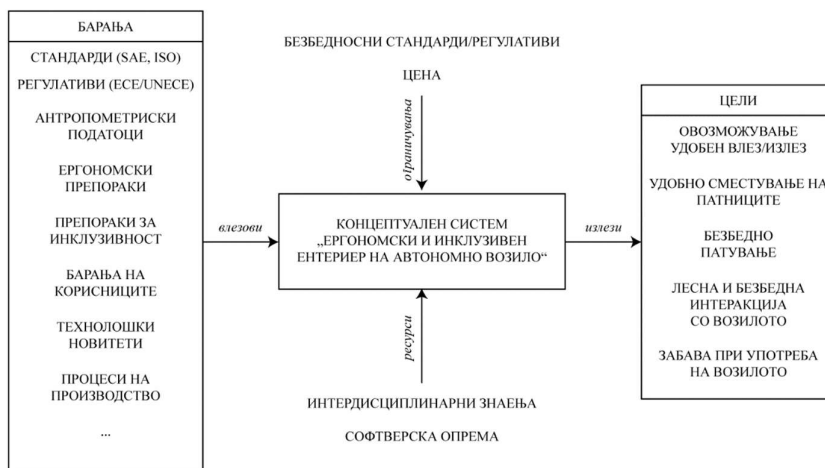 БАРАЊА
СТАНДАРДИ (SAE, ISO)
РЕГУЛАТИВИ (ECE/UNECE)
АНТРОПОМЕТРИСКИ
ПОДАТОЦИ
ЕРГОНОМСКИ
ПРЕПОРАКИ
ПРЕПОРАКИ ЗА
ИНКЛУЗИВНОСТ
БАРАЊА НА
КОРИСНИЦИТЕ
ТЕХНОЛОШКИ
НОВИТЕТИ
ПРОЦЕСИ НА
ПРОИЗВОДСТВО
...
влезови
БЕЗБЕДНОСНИ СТАНДАРДИ/РЕГУЛАТИВИ
ЦЕНА
ограничувања
КОНЦЕПТУАЛЕН СИСТЕМ
„ЕРГОНОМСКИ И ИНКЛУЗИВЕН
ЕНТЕРИЕР НА АВТОНОМНО ВОЗИЛО“
ресурси
ИНТЕРДИСЦИПЛИНАРНИ ЗНАЕЊА
СОФТВЕРСКА ОПРЕМА
излези
ЦЕЛИ
ОВОЗМОЖУВАЊЕ
УДОБЕН ВЛЕЗ/ИЗЛЕЗ
УДОБНО СМЕСТУВАЊЕ НА
ПАТНИЦИТЕ
БЕЗБЕДНО
ПАТУВАЊЕ
ЛЕСНА И БЕЗБЕДНА
ИНТЕРАКЦИЈА
СО ВОЗИЛОТО
ЗАБАВА ПРИ УПОТРЕБА
НА ВОЗИЛОТО